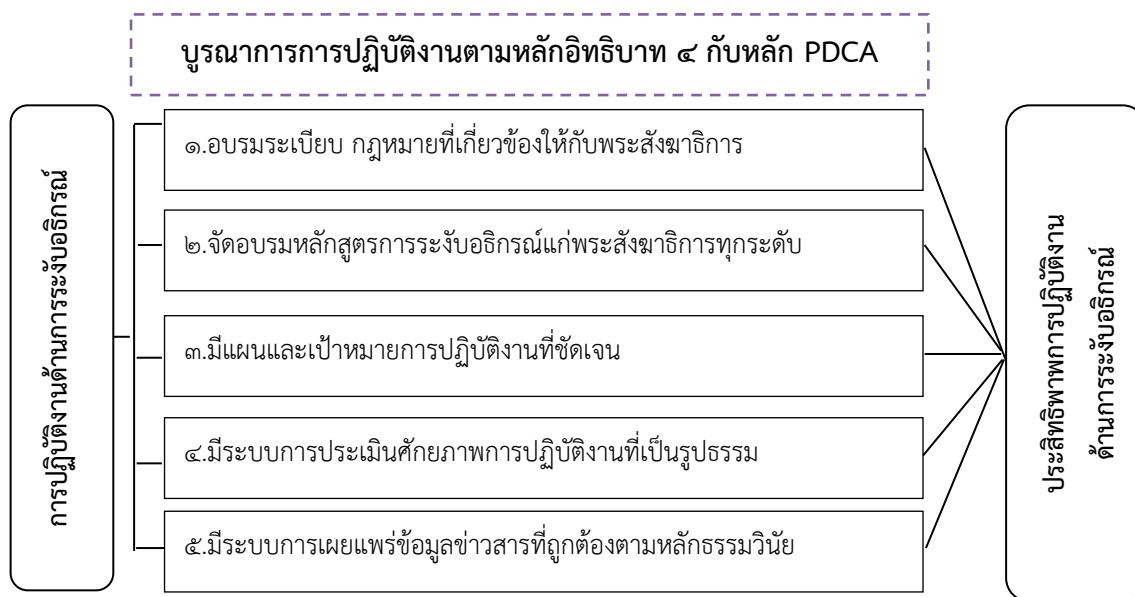 บูรณาการการปฏิบัติงานตามหลักอิทธิบาท ๔ กับหลัก PDCA
การปฏิบัติงานด้านการระงับอธิกรณ์
๑.อบรมระเบียบ กฎหมายที่เกี่ยวข้องให้กับพระสังฆาธิการ
๒.จัดอบรมหลักสูตรการระงับอธิกรณ์แก่พระสังฆาธิการทุกระดับ
๓.มีแผนและเป้าหมายการปฏิบัติงานที่ชัดเจน
๔.มีระบบการประเมินศักยภาพการปฏิบัติงานที่เป็นรูปธรรม
๕.มีระบบการเผยแพร่ข้อมูลข่าวสารที่ถูกต้องตามหลักธรรมวินัย
ประสิทธิพาพการปฏิบัติงาน
ด้านการระงับอธิกรณ์